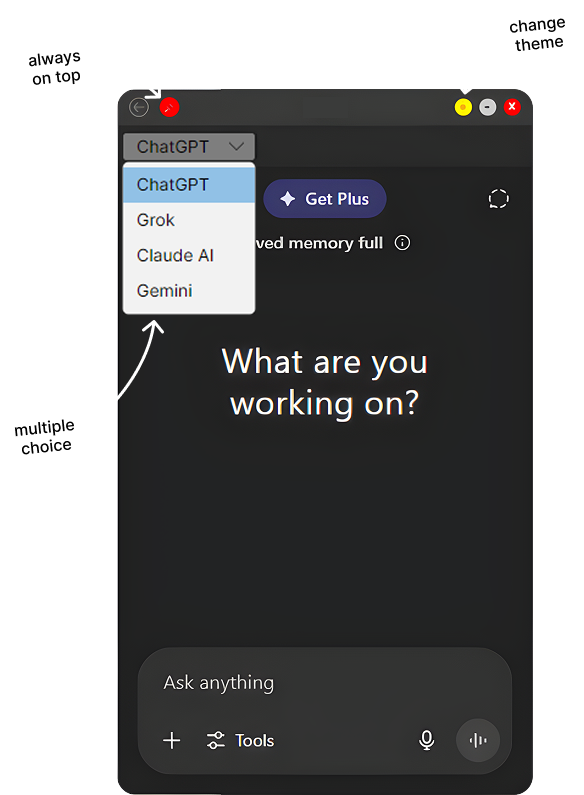 change
theme
always
on top
ChatGPT
ChatGPT
Get Plus
Grok
ved memory full
Claude AI
Gemini
What are you
working on?
multiple
choice
Ask anything
Tools